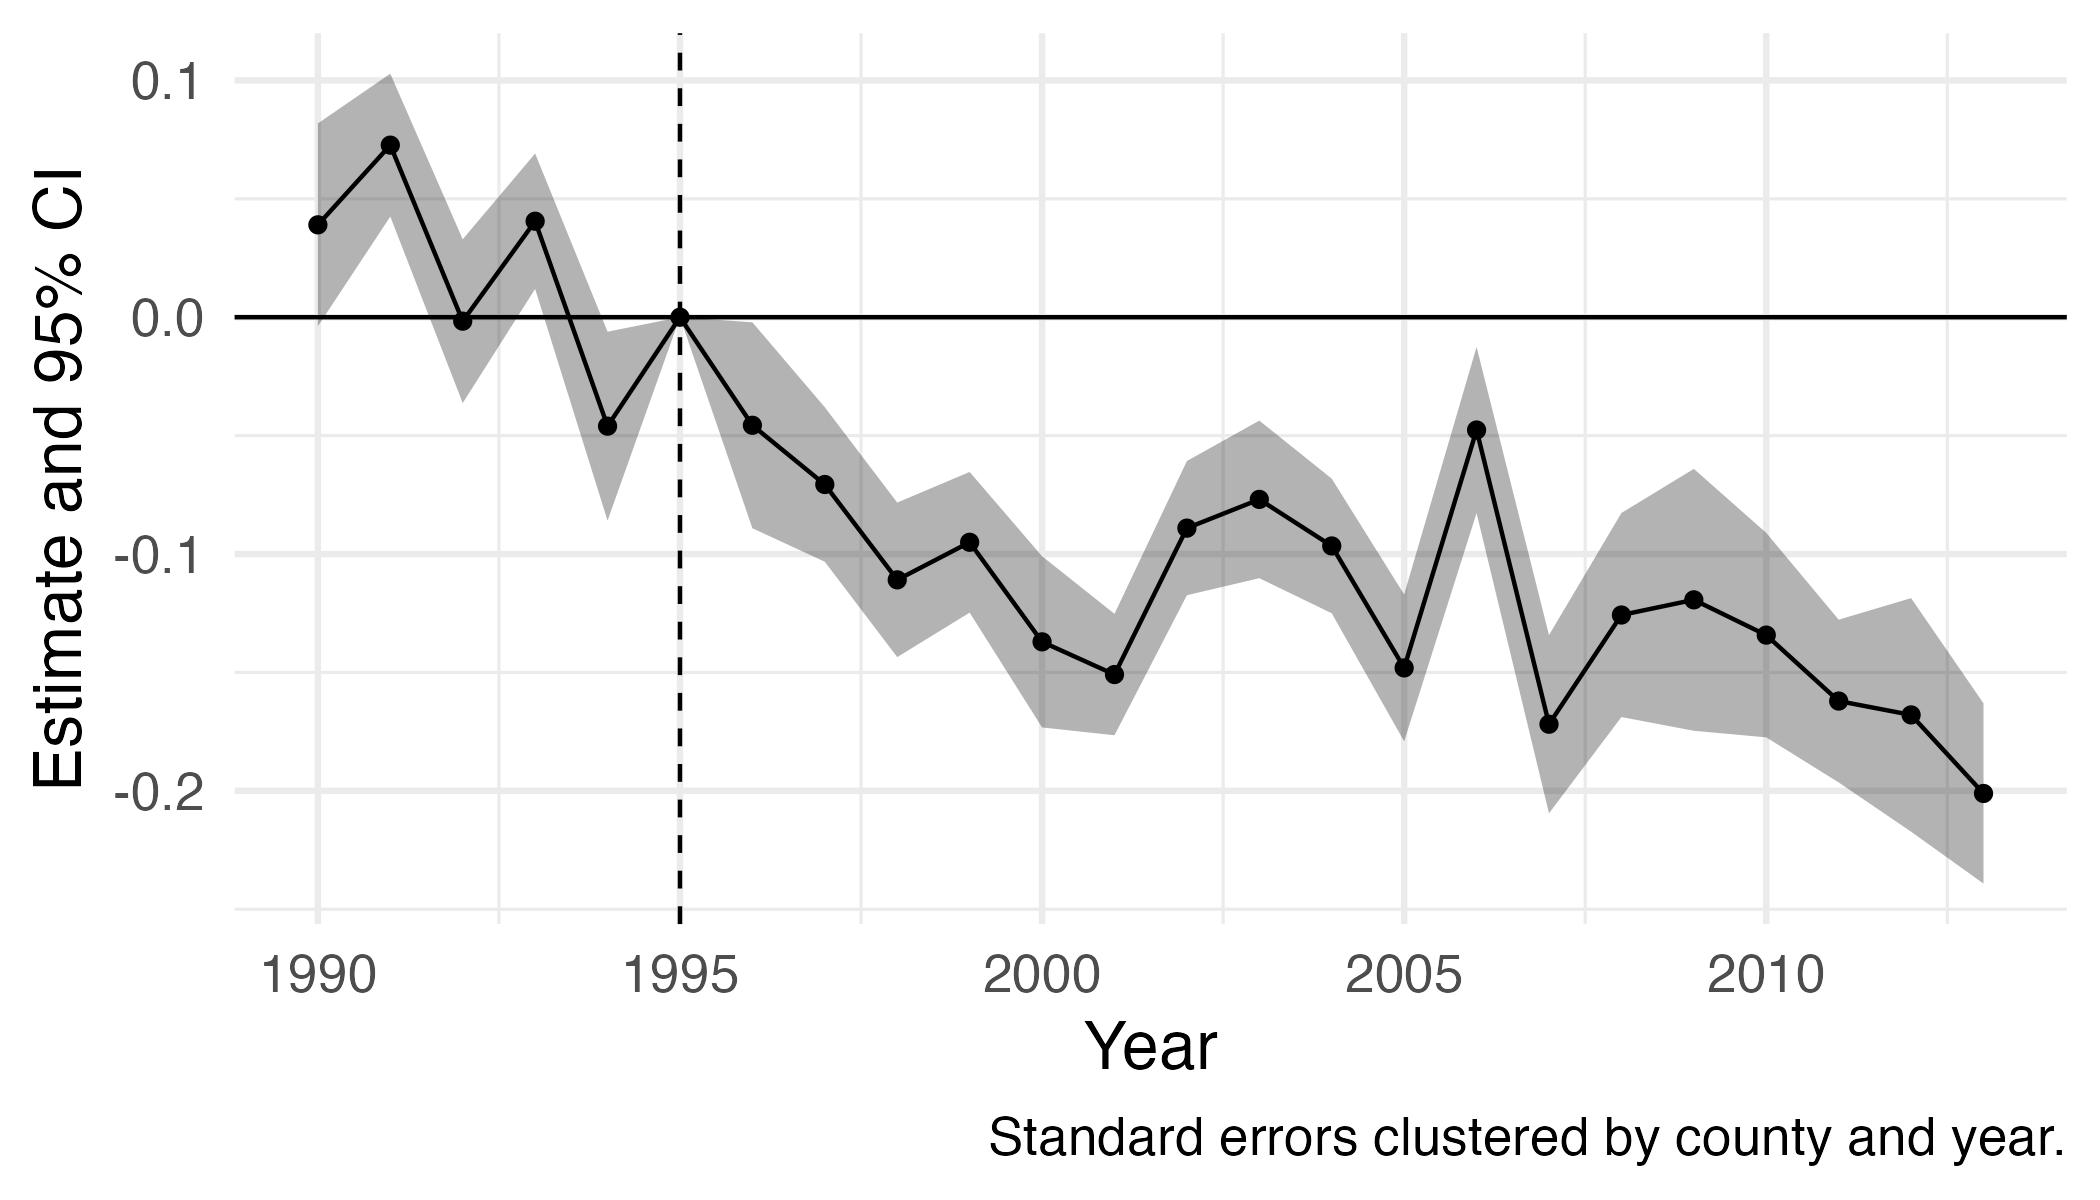 Estimate and 95% CI
0.1
0.0
-0.1
-0.2
1990 1995 2000 2005 2010
Year
Standard errors clustered by county and year.